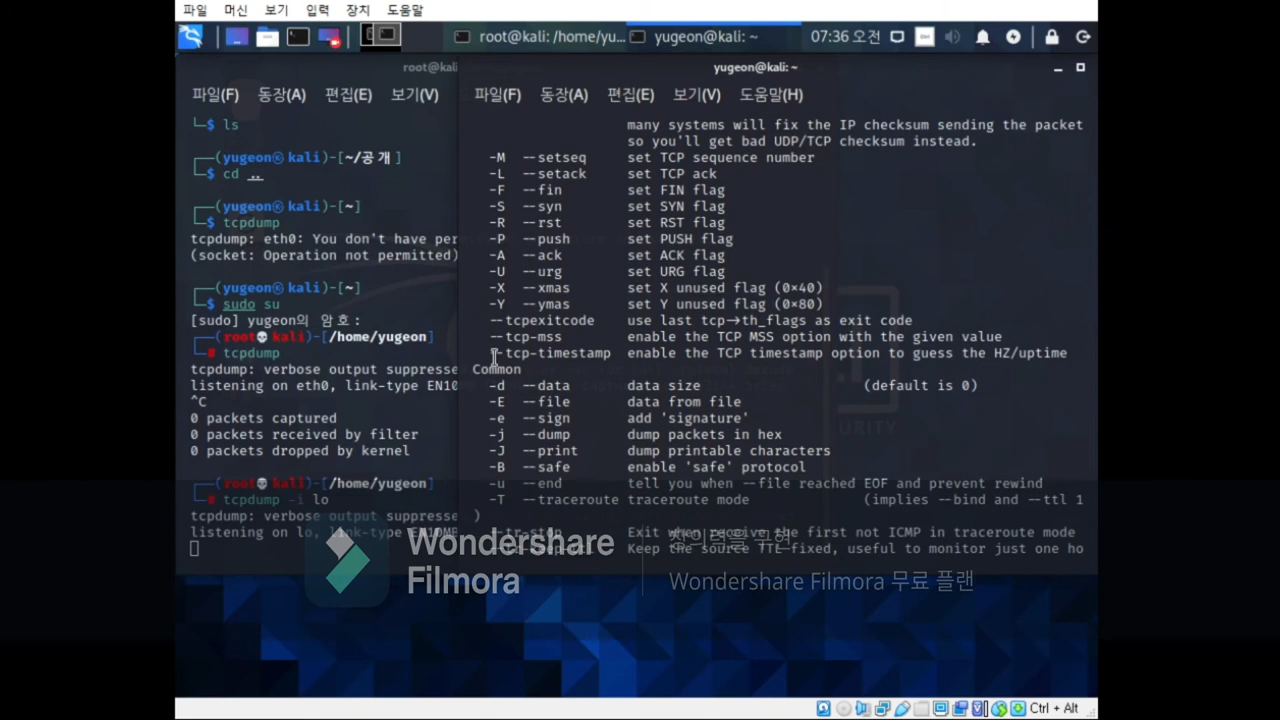 파일 머신 보기 입력 장치 도움말
root@kali: /home/yu... yugeon@kali: ~ 07:36 오전
root@kali
파일(F) 동장(A) 편집(E) 보기(V)
└─$ ls
┌──(yugeon㉿kali)-[~/공개]
└─$ cd ..
┌──(yugeon㉿kali)-[~]
└─$ tcpdump
tcpdump: eth0: You don't have per
(socket: Operation not permitted)
┌──(yugeon㉿kali)-[~]
└─$ sudo su
[sudo] yugeon의 암호:
┌──(root💀kali)-[/home/yugeon]
└─# tcpdump
tcpdump: verbose output suppresse
listening on eth0, link-type EN10
^C
0 packets captured
0 packets received by filter
0 packets dropped by kernel
┌──(root💀kali)-[/home/yugeon]
└─# tcpdump -i lo
tcpdump: verbose output suppresse
listening on lo, link-type EN10MB
yugeon@kali: ~
파일(F) 동장(A) 편집(E) 보기(V) 도움말(H)
many systems will fix the IP checksum sending the packet
so you'll get bad UDP/TCP checksum instead.
-M --setseq set TCP sequence number
-L --setack set TCP ack
-F --fin set FIN flag
-S --syn set SYN flag
-R --rst set RST flag
-P --push set PUSH flag
-A --ack set ACK flag
-U --urg set URG flag
-X --xmas set X unused flag (0×40)
-Y --ymas set Y unused flag (0×80)
--tcpexitcode use last tcp→th_flags as exit code
--tcp-mss enable the TCP MSS option with the given value
--tcp-timestamp enable the TCP timestamp option to guess the HZ/uptime
Common
-d --data data size (default is 0)
-E --file data from file
-e --sign add 'signature'
-j --dump dump packets in hex
-J --print dump printable characters
-B --safe enable 'safe' protocol
-u --end tell you when --file reached EOF and prevent rewind
-T --traceroute traceroute mode (implies --bind and --ttl 1
)
--tr-stop Exit when receive the first not ICMP in traceroute mode
Keep the source TTL fixed, useful to monitor just one ho
Wondershare
Filmora
창의력을 구현
Wondershare Filmora 무료 플랜
Ctrl + Alt